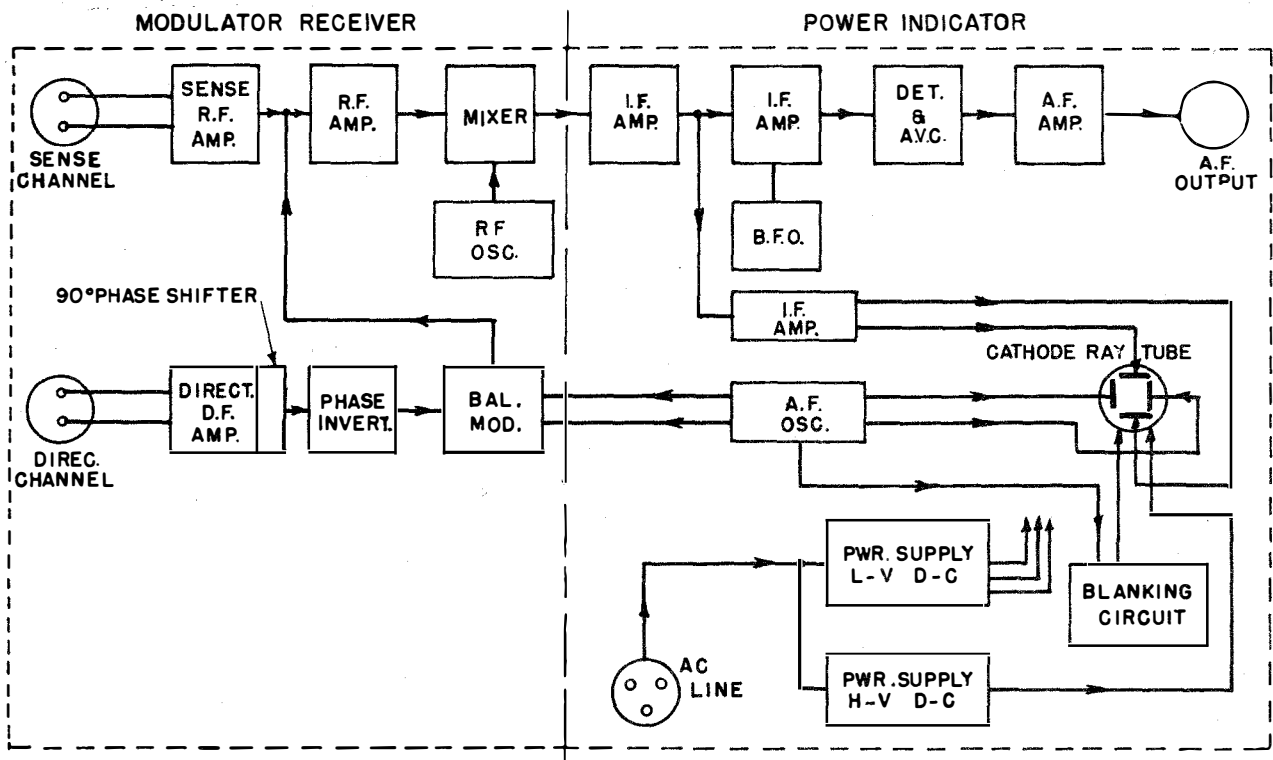 MODULATOR RECEIVER
POWER INDICATOR
SENSE
R.F.
AMP.
R.F.
AMP.
MIXER
I.F.
AMP.
I.F.
AMP.
DET.
&
A.V.C.
A.F.
AMP.
SENSE
CHANNEL
A.F.
OUTPUT
RF
OSC.
B.F.O.
90° PHASE SHIFTER
I.F.
AMP.
CATHODE RAY TUBE
DIRECT.
D.F.
AMP.
PHASE
INVERT.
BAL.
MOD.
A.F.
OSC.
DIREC.
CHANNEL
PWR. SUPPLY
L-V D-C
BLANKING
CIRCUIT
AC
LINE
PWR. SUPPLY
H-V D-C